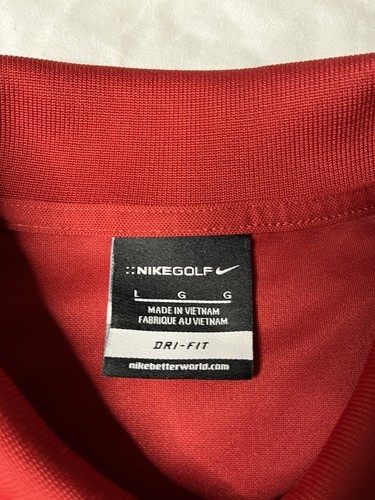 ::NIKEGOLF
L G G
MADE IN VIETNAM
FABRIQUE AU VIETNAM
DRI-FIT
nikebetterworld.com